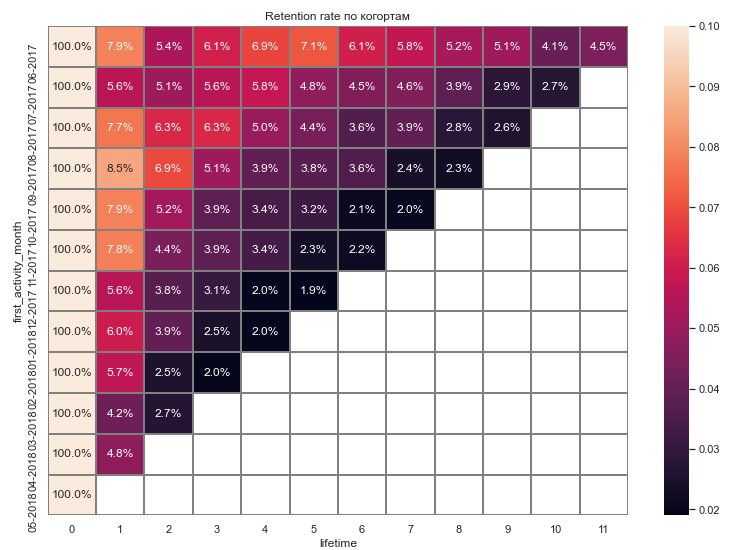 Retention rate по когортам
first_activity_month
06-2017 100.0% 7.9% 5.4% 6.1% 6.9% 7.1% 6.1% 5.8% 5.2% 5.1% 4.1% 4.5%
07-2017 100.0% 5.6% 5.1% 5.6% 5.8% 4.8% 4.5% 4.6% 3.9% 2.9% 2.7%
08-2017 100.0% 7.7% 6.3% 6.3% 5.0% 4.4% 3.6% 3.9% 2.8% 2.6%
09-2017 100.0% 8.5% 6.9% 5.1% 3.9% 3.8% 3.6% 2.4% 2.3%
10-2017 100.0% 7.9% 5.2% 3.9% 3.4% 3.2% 2.1% 2.0%
11-2017 100.0% 7.8% 4.4% 3.9% 3.4% 2.3% 2.2%
12-2017 100.0% 5.6% 3.8% 3.1% 2.0% 1.9%
01-2018 100.0% 6.0% 3.9% 2.5% 2.0%
02-2018 100.0% 5.7% 2.5% 2.0%
03-2018 100.0% 4.2% 2.7%
04-2018 100.0% 4.8%
05-2018 100.0%
0 1 2 3 4 5 6 7 8 9 10 11
lifetime
0.10
0.09
0.08
0.07
0.06
0.05
0.04
0.03
0.02